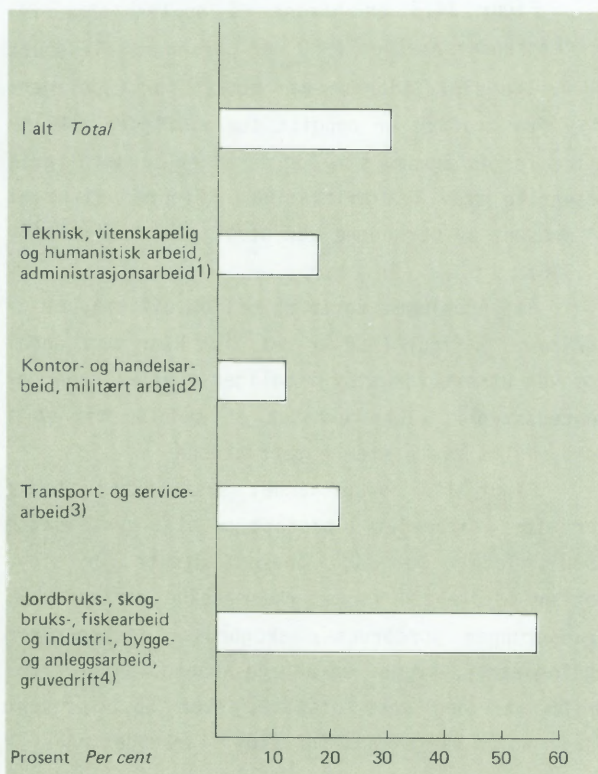 I alt Total
Teknisk, vitenskapelig
og humanistisk arbeid,
administrasjonsarbeid1)
Kontor- og handelsar-
beid, militært arbeid2)
Transport- og service-
arbeid3)
Jordbruks-, skog-
bruks-, fiskearbeid
og industri-, bygge-
og anleggsarbeid,
gruvedrift4)
Prosent Per cent 10 20 30 40 50 60